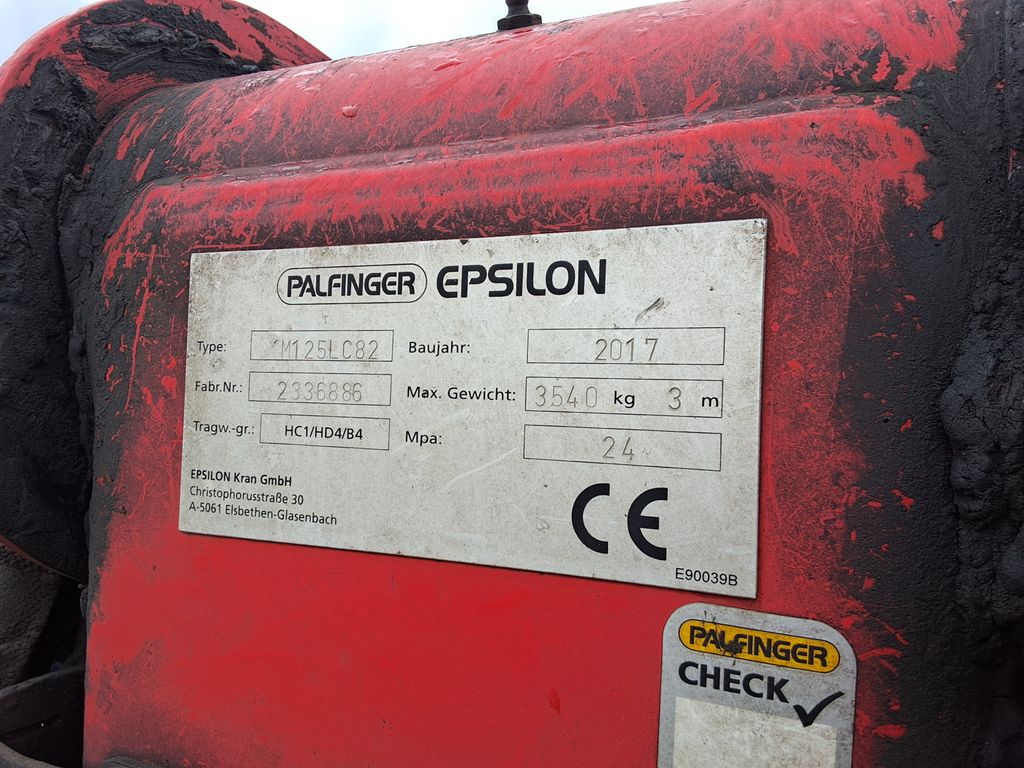 PALFINGER EPSILON
Type: M125LC82 Baujahr: 2017
Fabr.Nr.: 2336886 Max. Gewicht: 3540 kg 3 m
Tragw.-gr.: HC1/HD4/B4 Mpa: 24
EPSILON Kran GmbH
Christophorusstraße 30
A-5061 Elsbethen-Glasenbach
CE
E90039B
PALFINGER
CHECK